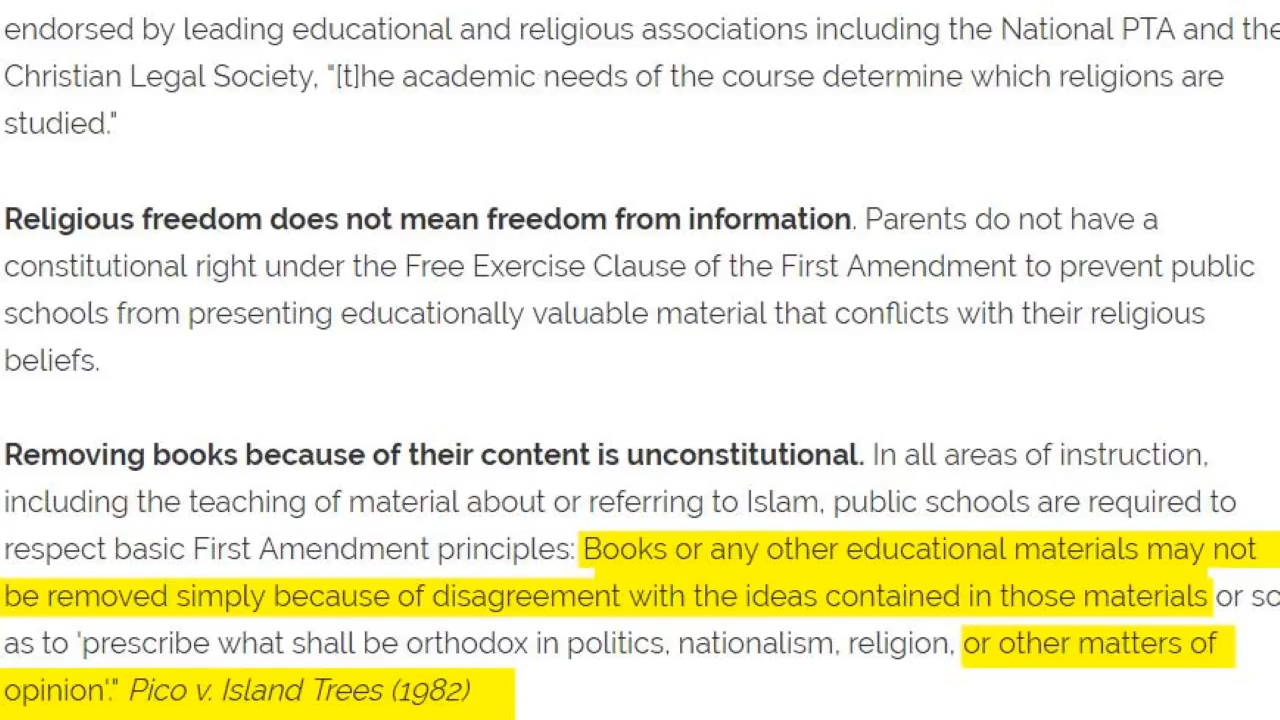 endorsed by leading educational and religious associations including the National PTA and the
Christian Legal Society, "[t]he academic needs of the course determine which religions are
studied."
Religious freedom does not mean freedom from information. Parents do not have a
constitutional right under the Free Exercise Clause of the First Amendment to prevent public
schools from presenting educationally valuable material that conflicts with their religious
beliefs.
Removing books because of their content is unconstitutional. In all areas of instruction,
including the teaching of material about or referring to Islam, public schools are required to
respect basic First Amendment principles: Books or any other educational materials may not
be removed simply because of disagreement with the ideas contained in those materials or so
as to 'prescribe what shall be orthodox in politics, nationalism, religion, or other matters of
opinion'." Pico v. Island Trees (1982)